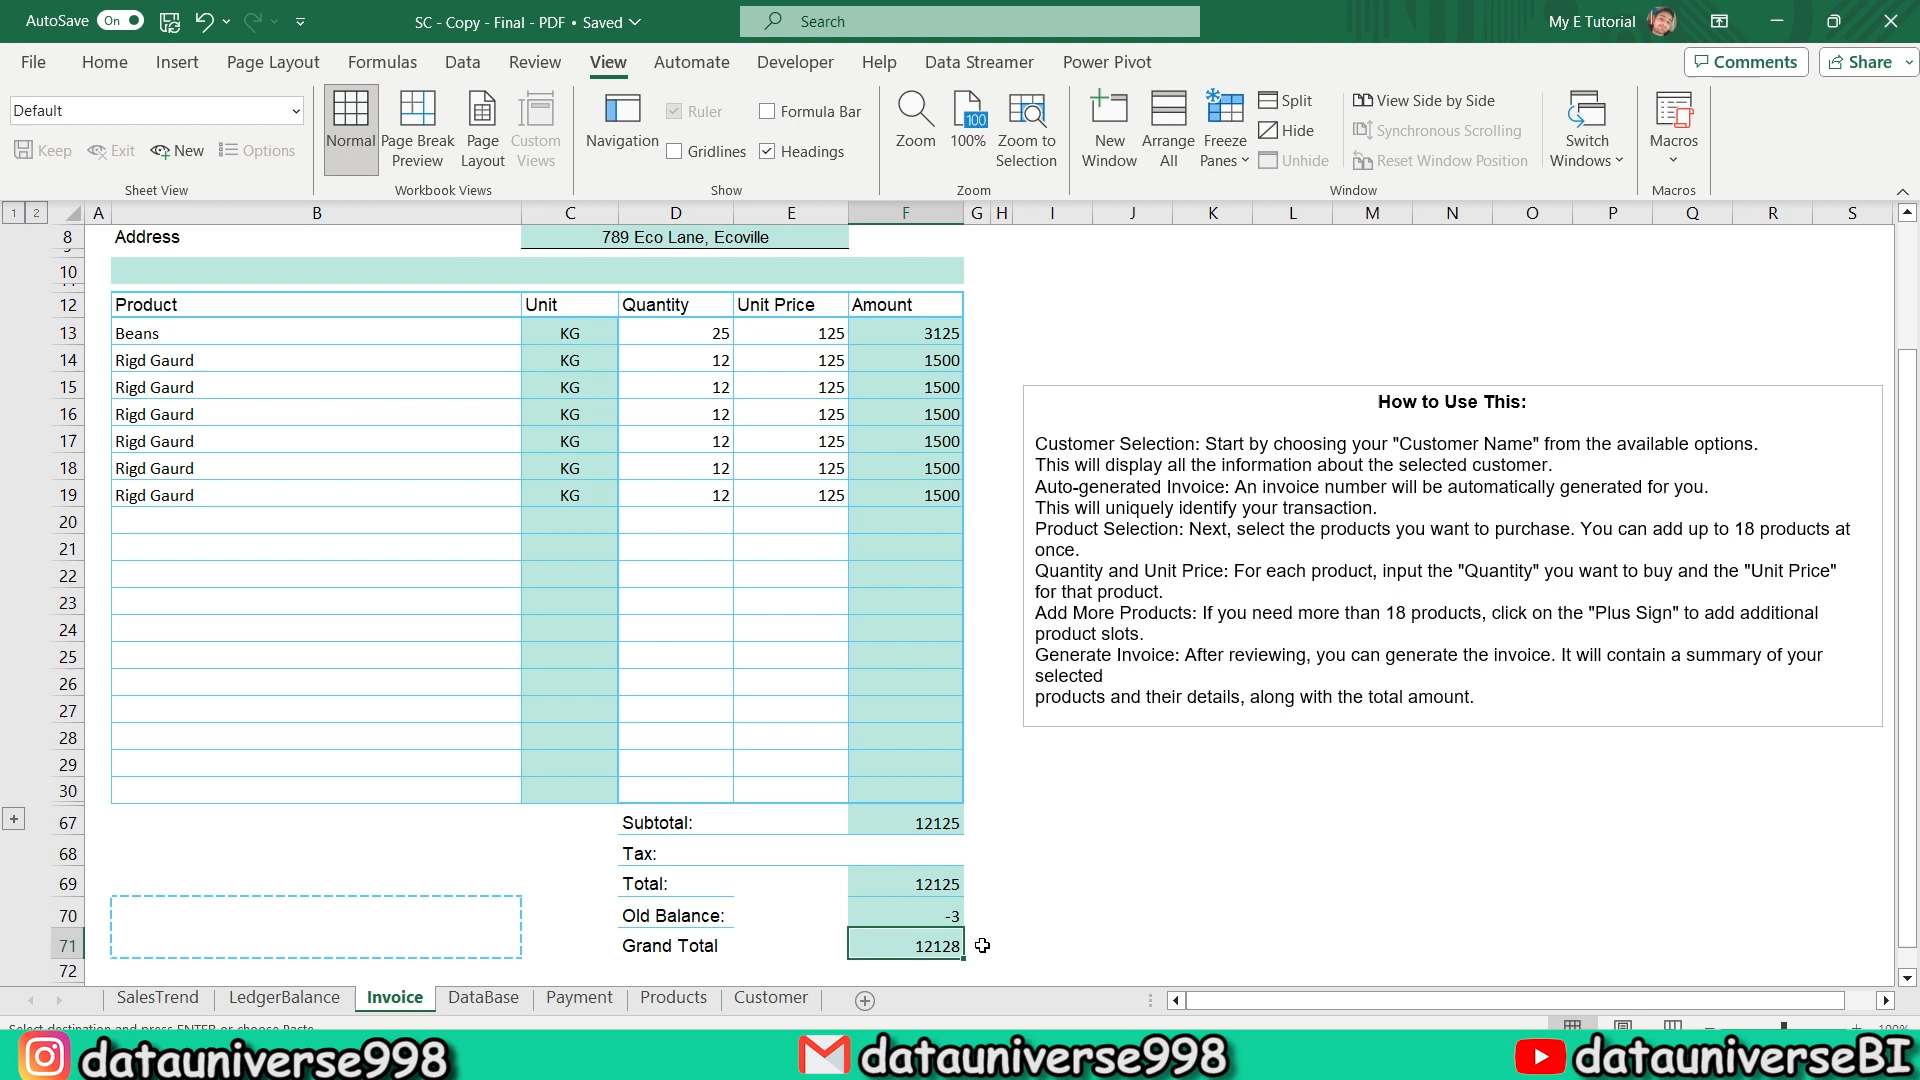 AutoSave On SC - Copy - Final - PDF • Saved Search My E Tutorial
File Home Insert Page Layout Formulas Data Review View Automate Developer Help Data Streamer Power Pivot Comments Share
Default
Keep Exit New Options
Sheet View
Normal Page Break Preview Page Layout Custom Views
Workbook Views
Navigation Ruler Formula Bar
Gridlines Headings
Show
Zoom 100 100% Zoom to Selection
Zoom
New Window Arrange All Freeze Panes Split Hide Unhide
View Side by Side
Synchronous Scrolling
Reset Window Position
Switch Windows
Window
Macros
Macros
1 2 A B C D E F G H I J K L M N O P Q R S
8 Address 789 Eco Lane, Ecoville
10
12 Product Unit Quantity Unit Price Amount
13 Beans KG 25 125 3125
14 Rigd Gaurd KG 12 125 1500
15 Rigd Gaurd KG 12 125 1500
16 Rigd Gaurd KG 12 125 1500
17 Rigd Gaurd KG 12 125 1500
18 Rigd Gaurd KG 12 125 1500
19 Rigd Gaurd KG 12 125 1500
20
21
22
23
24
25
26
27
28
29
30
67 Subtotal: 12125
68 Tax:
69 Total: 12125
70 Old Balance: -3
71 Grand Total 12128
72
How to Use This:
Customer Selection: Start by choosing your "Customer Name" from the available options.
This will display all the information about the selected customer.
Auto-generated Invoice: An invoice number will be automatically generated for you.
This will uniquely identify your transaction.
Product Selection: Next, select the products you want to purchase. You can add up to 18 products at
once.
Quantity and Unit Price: For each product, input the "Quantity" you want to buy and the "Unit Price"
for that product.
Add More Products: If you need more than 18 products, click on the "Plus Sign" to add additional
product slots.
Generate Invoice: After reviewing, you can generate the invoice. It will contain a summary of your
selected
products and their details, along with the total amount.
SalesTrend LedgerBalance Invoice DataBase Payment Products Customer
datauniverse998 datauniverse998 datauniverseBI